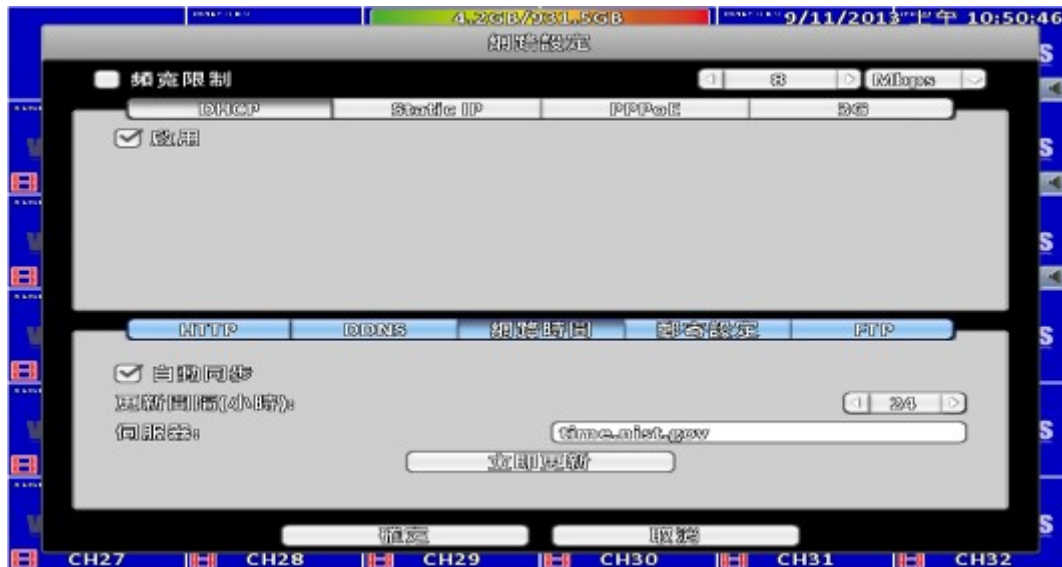 4.2GB/931.5GB 9/11/2013 上午 10:50:46
網路設定
頻寬限制 8 Mbps
DHCP Static IP PPPoE 3G
啟用
HTTP DDNS 網路時間 郵寄設定 FTP
自動同步
更新間隔(小時): 24
伺服器: time.nist.gov
立即更新
確定 取消
CH27 CH28 CH29 CH30 CH31 CH32